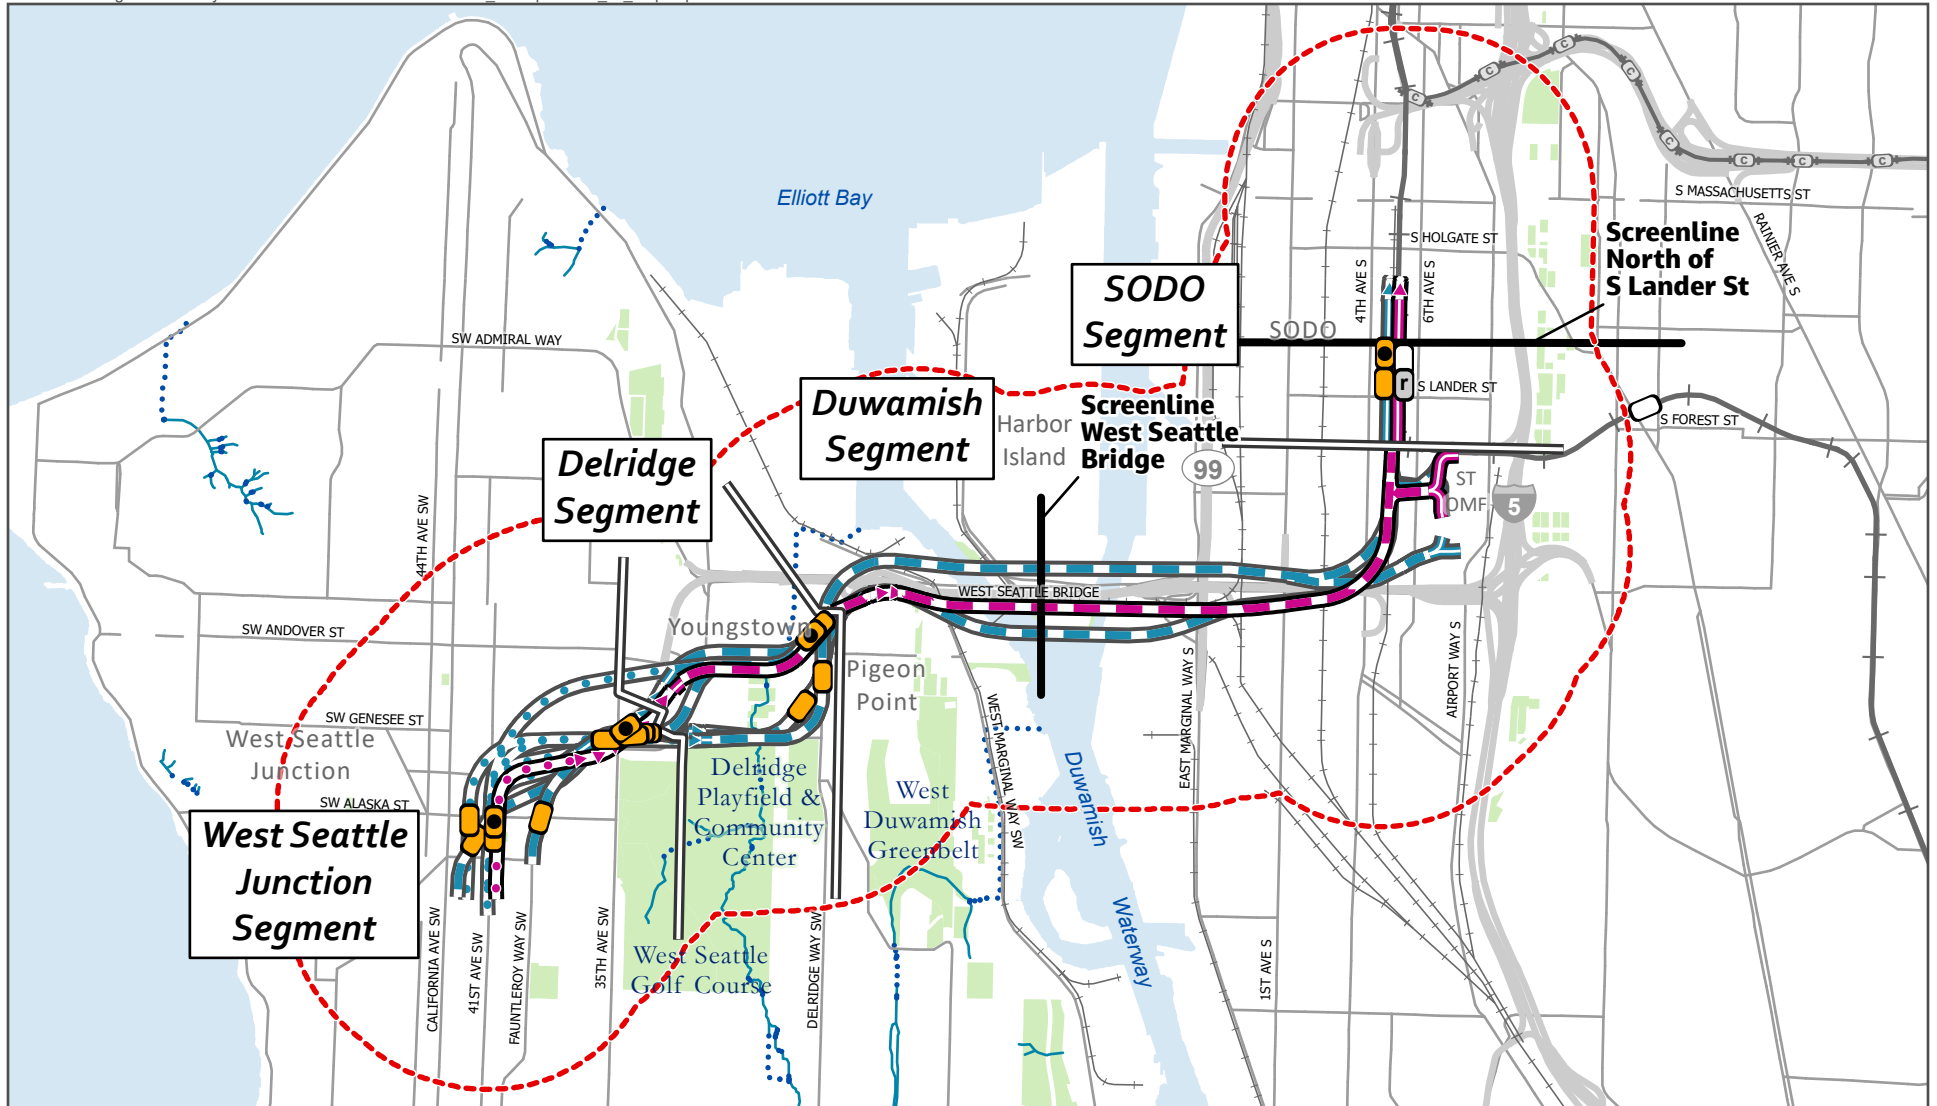 Elliott Bay
S MASSACHUSETTS ST
RAINIER AVE S
S HOLGATE ST
Screenline
North of
S Lander St
4TH AVE S
6TH AVE S
SODO
Segment
SODO
SW ADMIRAL WAY
S LANDER ST
r
S FOREST ST
Duwamish
Segment
Harbor
Island
Screenline
West Seattle
Bridge
99
Delridge
Segment
ST
OMF
5
44TH AVE SW
WEST SEATTLE BRIDGE
SW ANDOVER ST
Youngstown
Pigeon
Point
SW GENESEE ST
West Seattle
Junction
SW ALASKA ST
WEST MARGINAL WAY SW
EAST MARGINAL WAY S
AIRPORT WAY S
Delridge
Playfield &
Community
Center
West
Duwamish
Greenbelt
Duwamish
Waterway
West Seattle
Junction
Segment
CALIFORNIA AVE SW
41ST AVE SW
FAUNTLEROY WAY SW
35TH AVE SW
West Seattle
Golf Course
DELRIDGE WAY SW
1ST AVE S
C
C
C
C
C
C
C